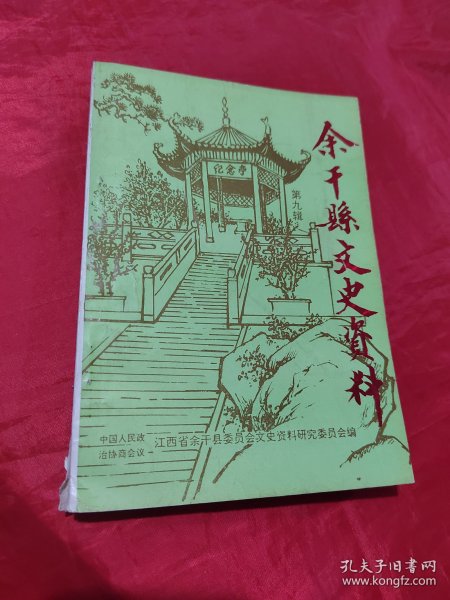 余干縣文史資料
第九辑
亭念纪
中国人民政
治协商会议
江西省余干县委员会文史资料研究委员会编
孔夫子旧书网
www.kongfz.com